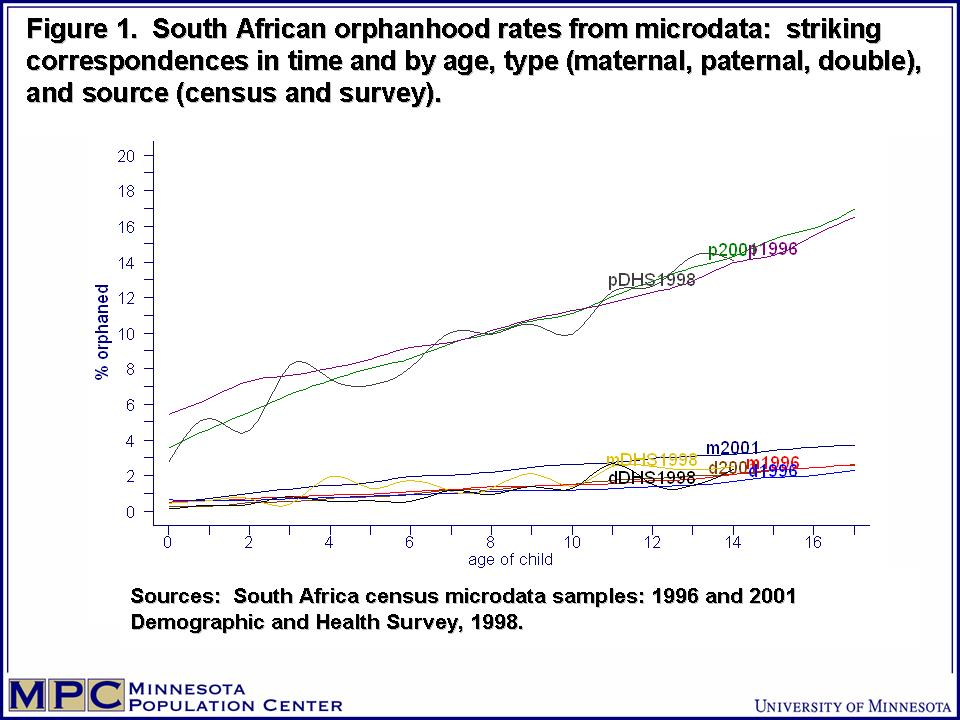 Figure 1. South African orphanhood rates from microdata: striking
correspondences in time and by age, type (maternal, paternal, double),
and source (census and survey).
20
18
16
14
12
10
8
6
4
2
0
% orphaned
p2001
p1996
pDHS1998
m2001
mDHS1998
d2001
m1996
d1996
dDHS1998
0 2 4 6 8 10 12 14 16
age of child
Sources: South Africa census microdata samples: 1996 and 2001
Demographic and Health Survey, 1998.
MPC
MINNESOTA
POPULATION CENTER
UNIVERSITY OF MINNESOTA